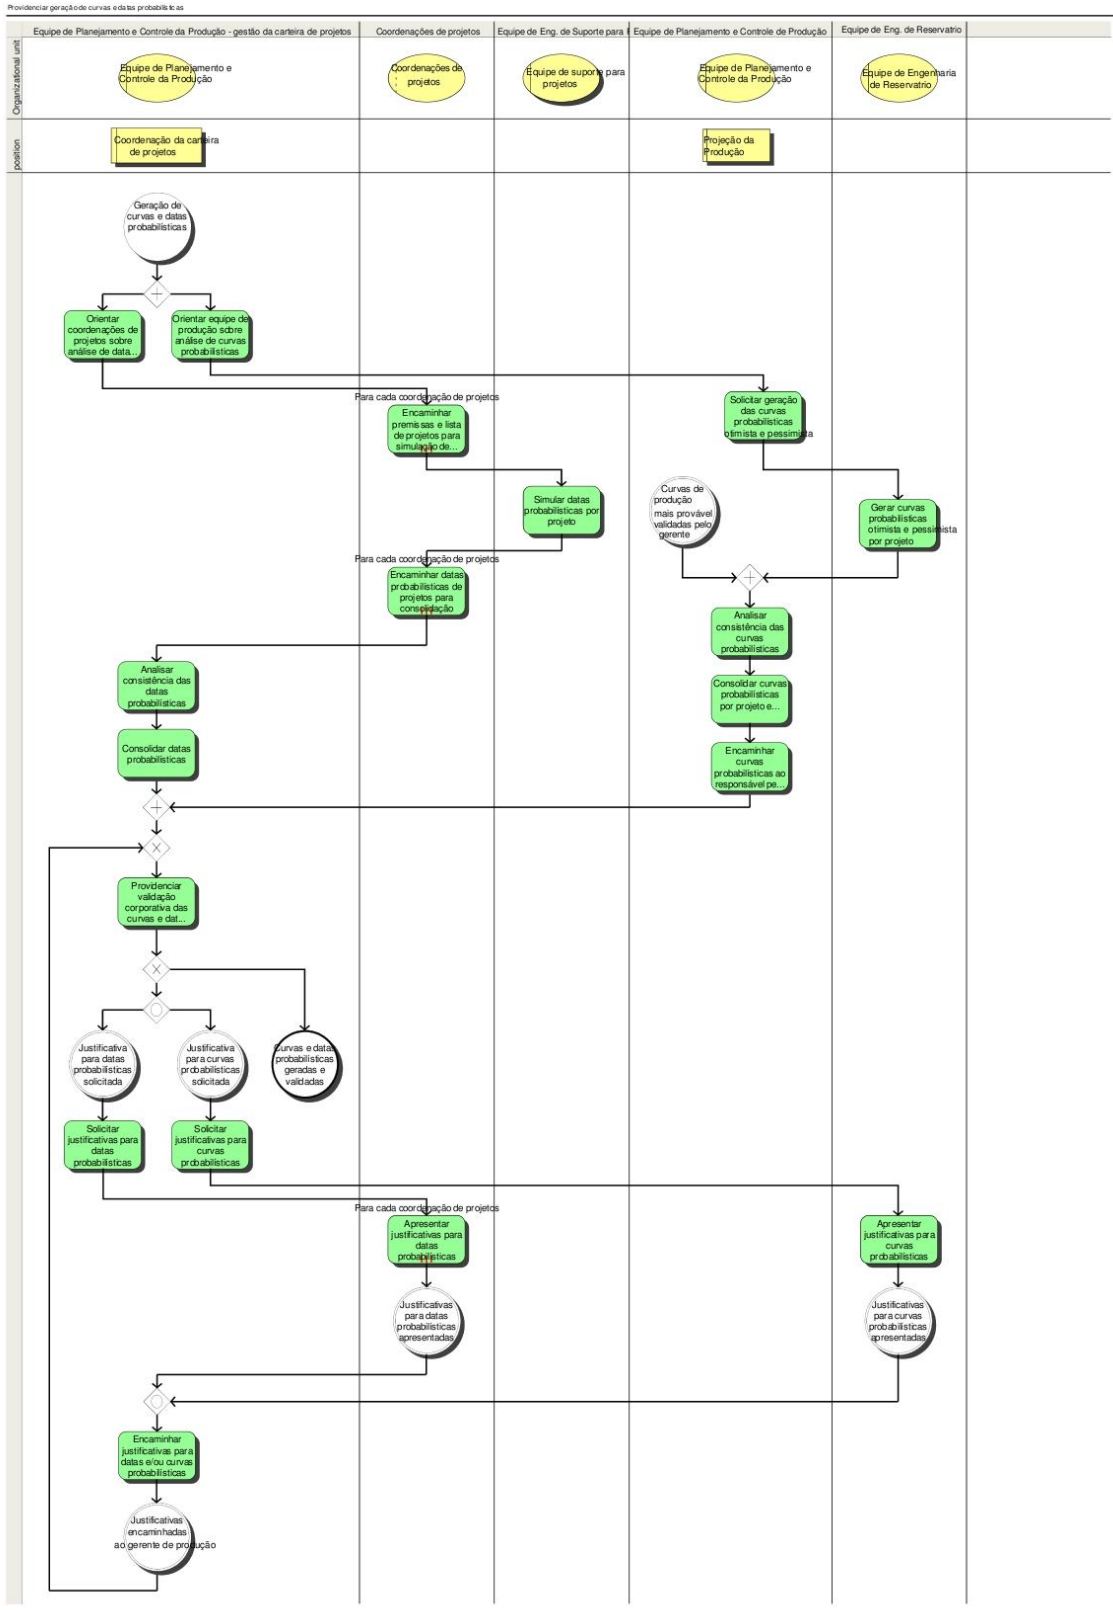 Providenciar geração de curvas e datas probabilísticas
Equipe de Planejamento e Controle da Produção - gestão da carteira de projetos
Coordenações de projetos
Equipe de Eng. de Suporte para
Equipe de Planejamento e Controle de Produção
Equipe de Eng. de Reservatrio
Organizational unit
Equipe de Planejamento e
Controle da Produção
Coordenações de
projetos
Equipe de suporte para
projetos
Equipe de Planejamento e
Controle da Produção
Equipe de Engenharia
de Reservatrio
position
Coordenação da carteira
de projetos
Projeção da
Produção
Geração de
curvas e datas
probabilísticas
Orientar
coordenações de
projetos sobre
análise de data...
Orientar equipe de
produção sobre
análise de curvas
probabilisticas
Para cada coordenação de projetos
Encaminhar
premissas e lista
de projetos para
simulação de...
Solicitar geração
das curvas
probabilísticas
otimista e pessimista
Simular datas
probabilísticas por
projeto
Curvas de
produção
mais provável
validadas pelo
gerente
Gerar curvas
probabilísticas
otimista e pessimista
por projeto
Para cada coordenação de projetos
Encaminhar datas
probabilísticas de
projetos para
consolidação
Analisar
consistência das
curvas
probabilísticas
Analisar
consistência das
datas
probabilísticas
Consolidar curvas
probabilísticas
por projeto e...
Consolidar datas
probabilísticas
Encaminhar
curvas
probabilísticas ao
responsável pe...
Providenciar
validação
corporativa das
curvas e dat...
Justificativa
para datas
probabilísticas
solicitada
Justificativa
para curvas
probabilísticas
solicitada
Curvas e datas
probabilísticas
geradas e
validadas
Solicitar
justificativas para
datas
probabilísticas
Solicitar
justificativas para
curvas
probabilísticas
Para cada coordenação de projetos
Apresentar
justificativas para
datas
probabilísticas
Apresentar
justificativas para
curvas
probabilísticas
Justificativas
para datas
probabilísticas
apresentadas
Justificativas
para curvas
probabilísticas
apresentadas
Encaminhar
justificativas para
datas e/ou curvas
probabilísticas
Justificativas
encaminhadas
ao gerente de produção